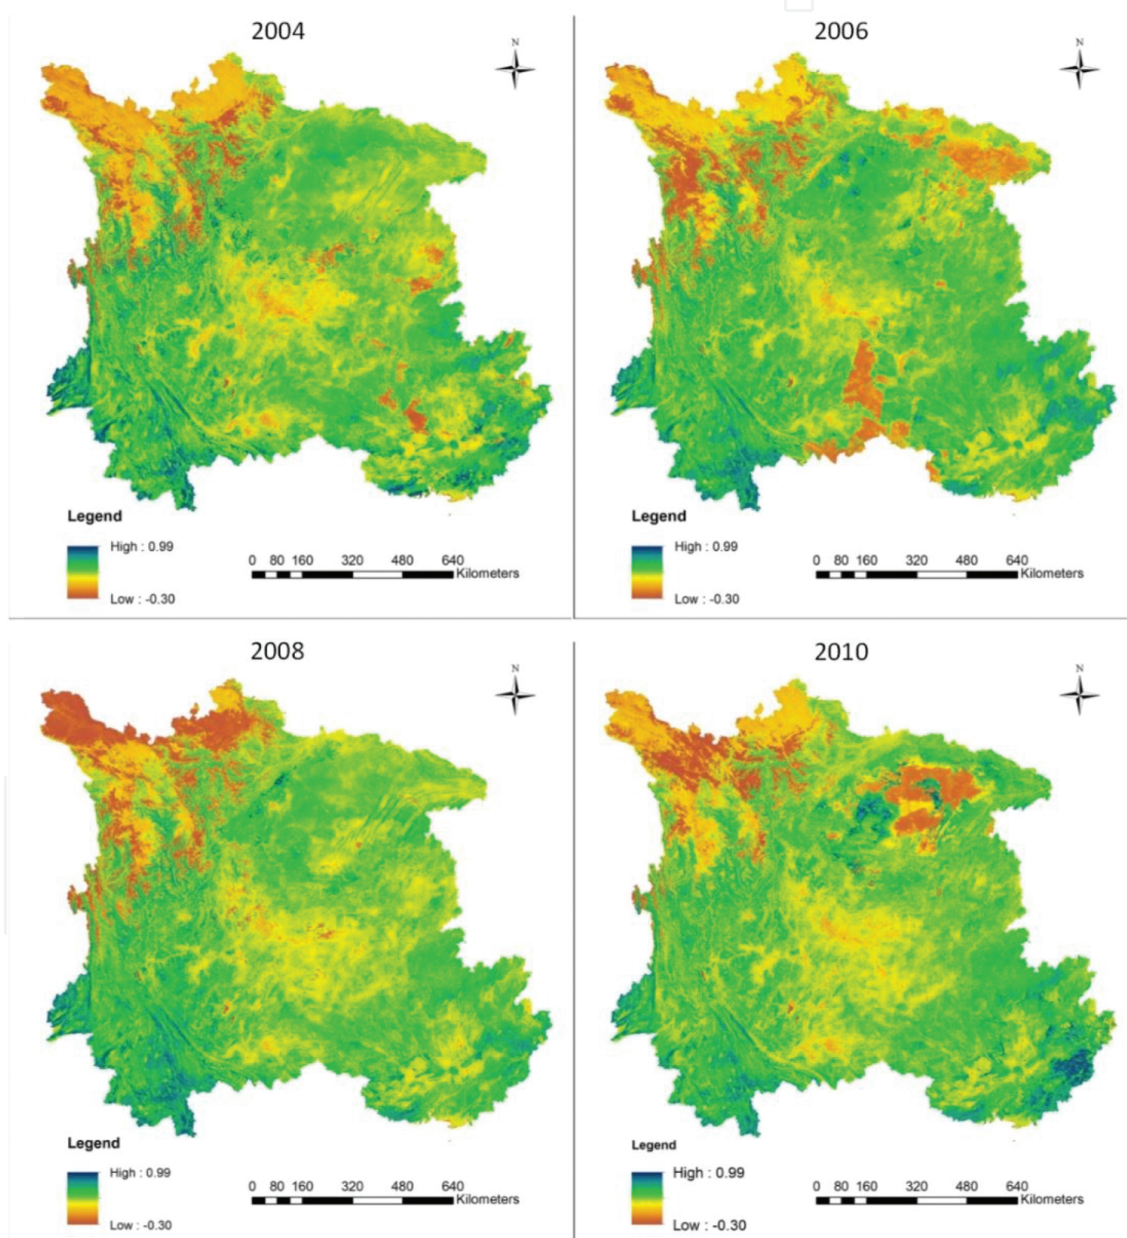 2004
N
Legend
High : 0.99
Low : -0.30
0 80 160 320 480 640
Kilometers
2006
N
Legend
High : 0.99
Low : -0.30
0 80 160 320 480 640
Kilometers
2008
N
Legend
High : 0.99
Low : -0.30
0 80 160 320 480 640
Kilometers
2010
N
Legend
High : 0.99
Low : -0.30
0 80 160 320 480 640
Kilometers